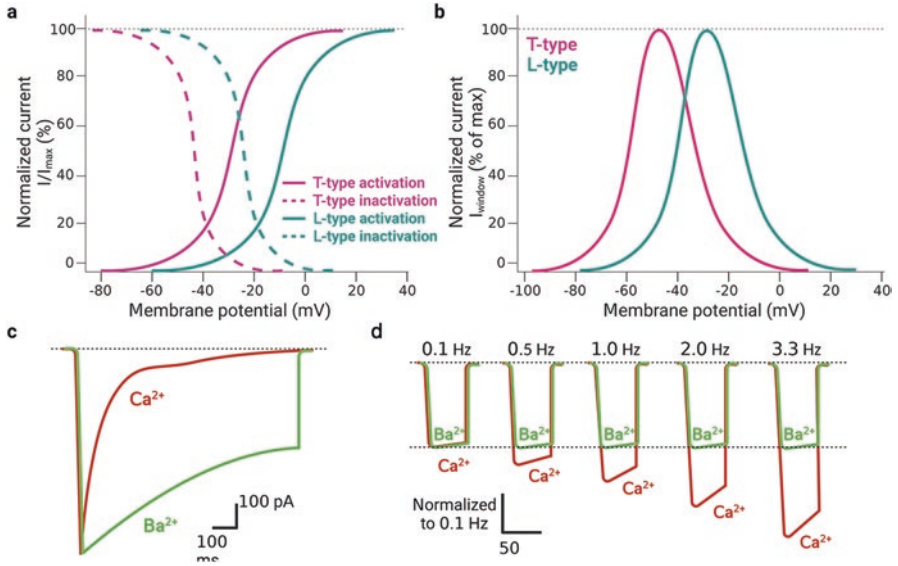 a
Normalized current
I/Imax (%)
100
80
60
40
20
0
-80 -60 -40 -20 0 20 40
Membrane potential (mV)
T-type activation
T-type inactivation
L-type activation
L-type inactivation
b
Normalized current
Iwindow (% of max)
100
80
60
40
20
0
-100 -80 -60 -40 -20 0 20 40
Membrane potential (mV)
T-type
L-type
c
Ca2+
Ba2+
100 pA
100
ms
d
0.1 Hz 0.5 Hz 1.0 Hz 2.0 Hz 3.3 Hz
Ba2+ Ba2+ Ba2+ Ba2+ Ba2+
Ca2+ Ca2+ Ca2+ Ca2+ Ca2+
Normalized
to 0.1 Hz
50